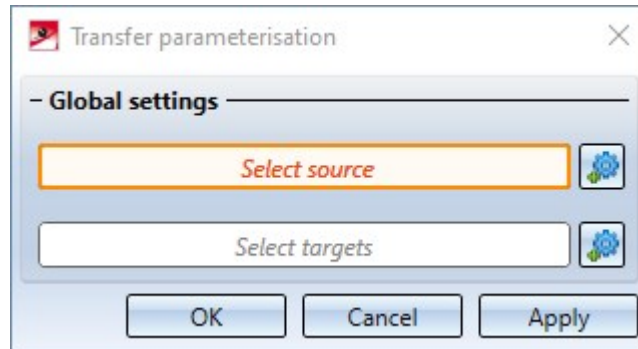 Transfer parameterisation
Global settings
Select source
Select targets
OK Cancel Apply